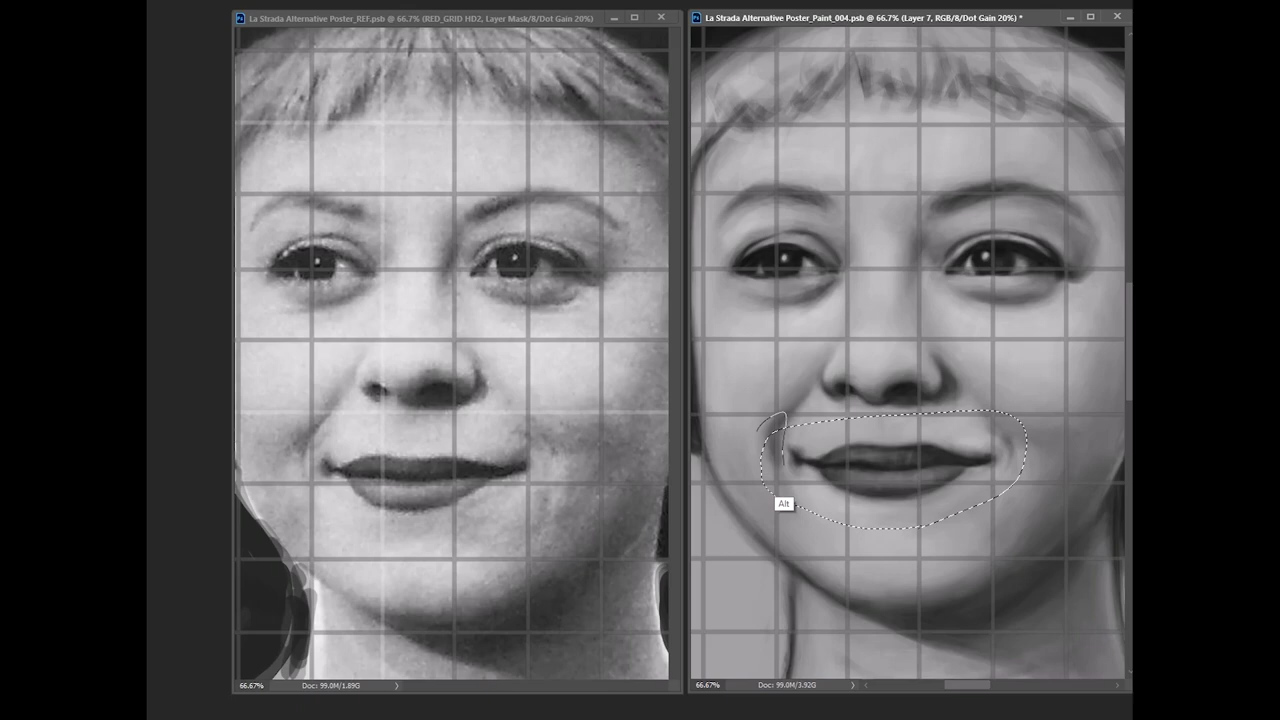 La Strada Alternative Poster_REF.psb @ 66.7% (RED_GRID HD2, Layer Mask/8/Dot Gain 20%)
La Strada Alternative Poster_Paint_004.psb @ 66.7% (Layer 7, RGB/8/Dot Gain 20%) *
Alt
66.67% Doc: 99.0M/1.89G
66.67% Doc: 99.0M/3.92G